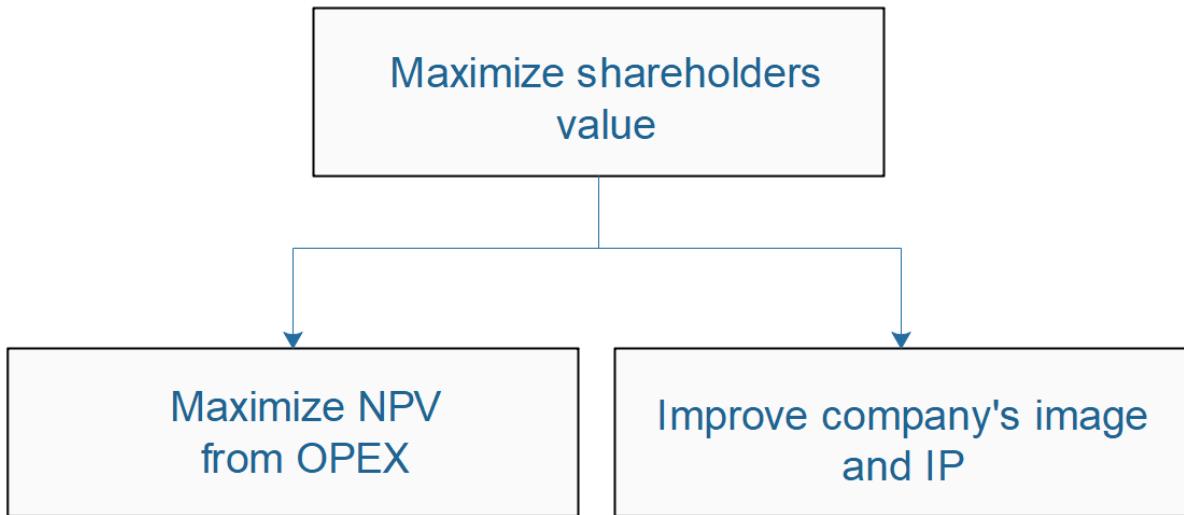 Maximize shareholders
value
Maximize NPV
from OPEX
Improve company's image
and IP